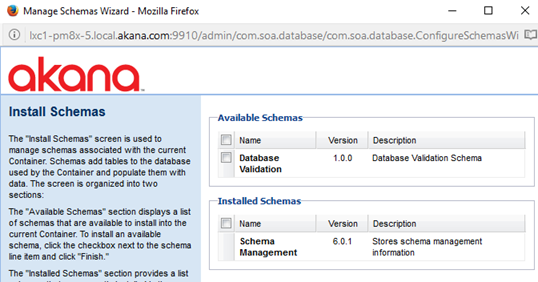 Manage Schemas Wizard - Mozilla Firefox
lxc1-pm8x-5.local.akana.com:9910/admin/com.soa.database/com.soa.database.ConfigureSchemasWi
akana
Install Schemas
The "Install Schemas" screen is used to
manage schemas associated with the current
Container. Schemas add tables to the database
used by the Container and populate them with
data. The screen is organized into two
sections:
The "Available Schemas" section displays a list
of schemas that are available to install into the
current Container. To install an available
schema, click the checkbox next to the schema
line item and click "Finish."
The "Installed Schemas" section provides a list
Available Schemas
Name Version Description
Database Validation 1.0.0 Database Validation Schema
Installed Schemas
Name Version Description
Schema Management 6.0.1 Stores schema management information